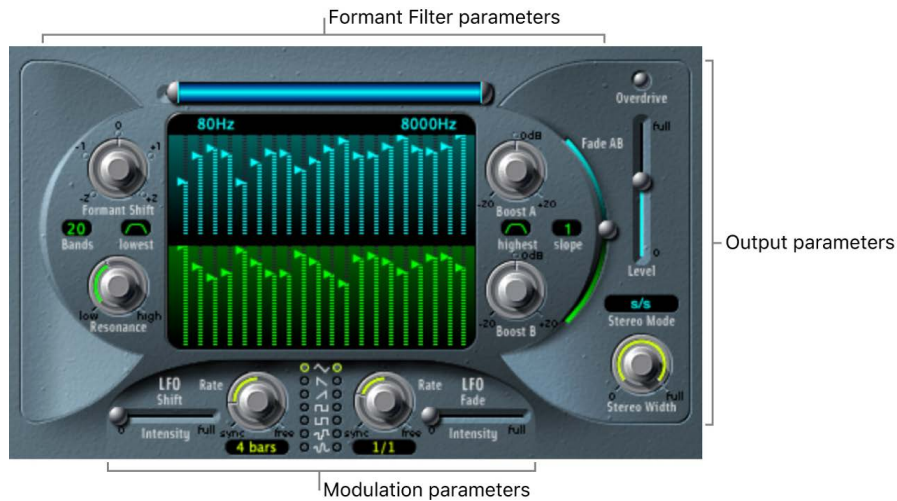 Formant Filter parameters
80Hz 8000Hz
Overdrive
full
Fade AB
0
-1 +1
-2 +2
Formant Shift
20
Bands lowest
low high
Resonance
0dB
-20 +20
Boost A
highest
1
slope
0dB
-20 +20
Boost B
0
Level
Output parameters
s/s
Stereo Mode
0 full
Stereo Width
LFO
Shift
0 full
Intensity
Rate
sync free
4 bars
Rate
sync free
1/1
LFO
Fade
0 full
Intensity
Modulation parameters